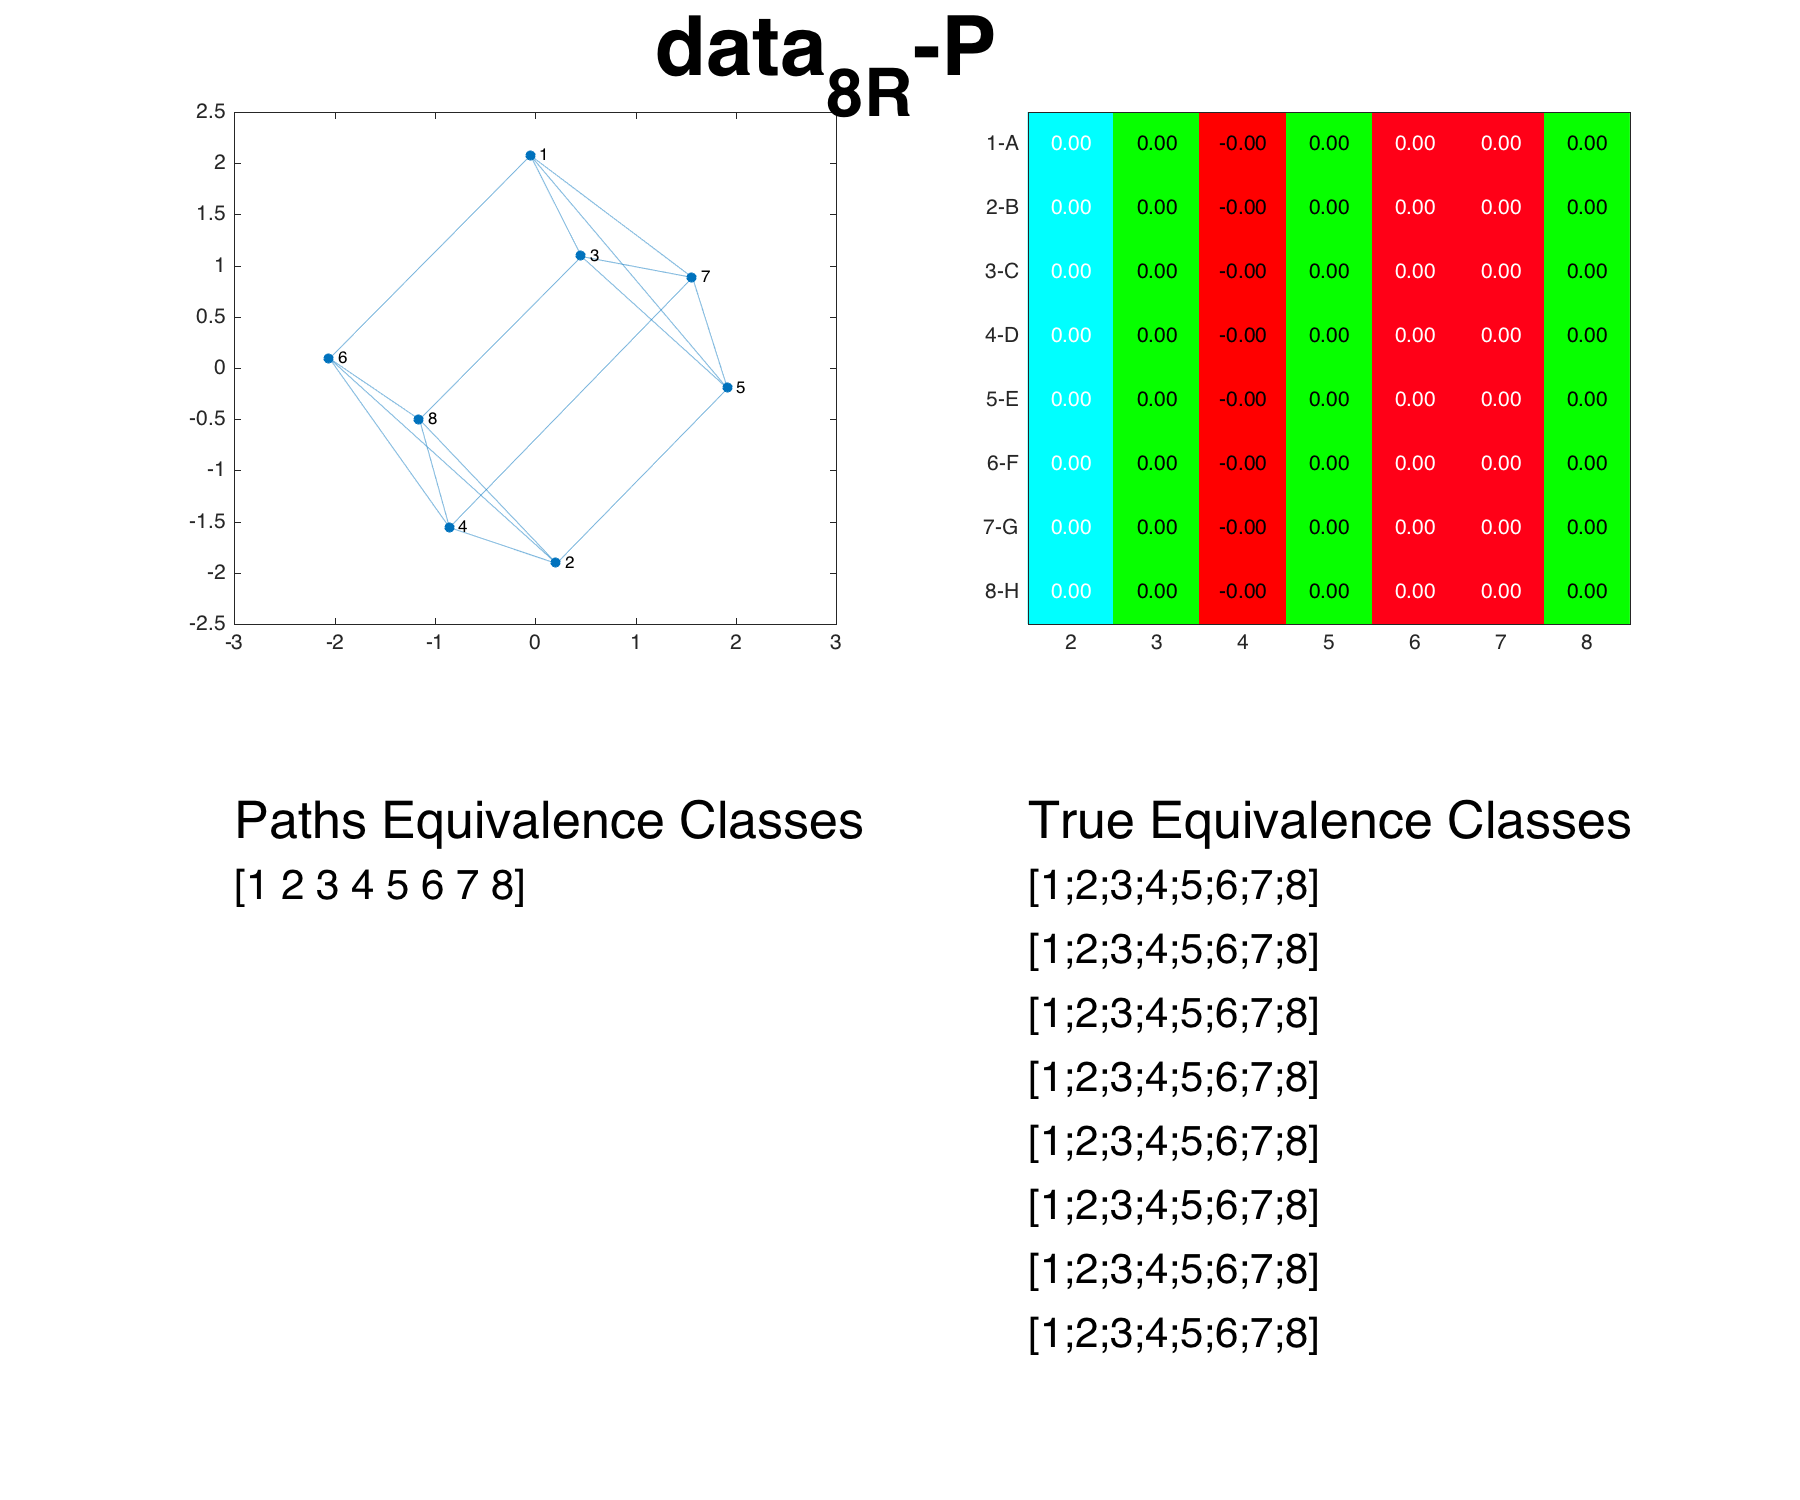 data8R-P
2.5
2
1.5
1
0.5
0
-0.5
-1
-1.5
-2
-2.5
-3 -2 -1 0 1 2 3
1
3
7
6
5
8
4
2
1-A 0.00 0.00 -0.00 0.00 0.00 0.00 0.00
2-B 0.00 0.00 -0.00 0.00 0.00 0.00 0.00
3-C 0.00 0.00 -0.00 0.00 0.00 0.00 0.00
4-D 0.00 0.00 -0.00 0.00 0.00 0.00 0.00
5-E 0.00 0.00 -0.00 0.00 0.00 0.00 0.00
6-F 0.00 0.00 -0.00 0.00 0.00 0.00 0.00
7-G 0.00 0.00 -0.00 0.00 0.00 0.00 0.00
8-H 0.00 0.00 -0.00 0.00 0.00 0.00 0.00
2 3 4 5 6 7 8
Paths Equivalence Classes
[1 2 3 4 5 6 7 8]
True Equivalence Classes
[1;2;3;4;5;6;7;8]
[1;2;3;4;5;6;7;8]
[1;2;3;4;5;6;7;8]
[1;2;3;4;5;6;7;8]
[1;2;3;4;5;6;7;8]
[1;2;3;4;5;6;7;8]
[1;2;3;4;5;6;7;8]
[1;2;3;4;5;6;7;8]